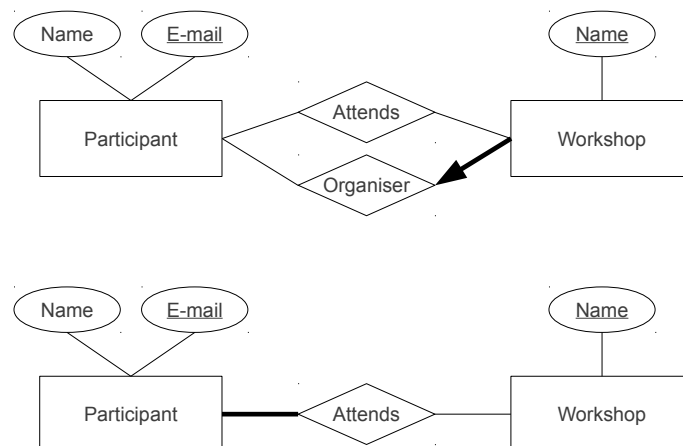 Name
E-mail
Name
Attends
Participant
Workshop
Organiser
Name
E-mail
Name
Participant
Attends
Workshop